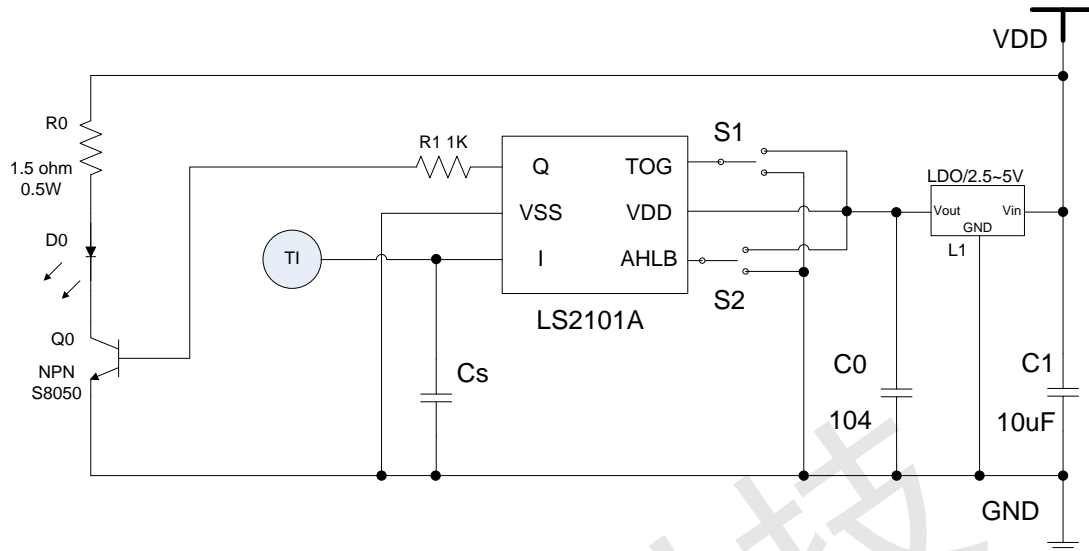 VDD
R0
1.5 ohm
0.5W
D0
Q0
NPN
S8050
R1 1K
TI
Q
VSS
I
TOG
VDD
AHLB
LS2101A
S1
S2
Cs
LDO/2.5~5V
Vout
Vin
GND
L1
C0
104
C1
10uF
GND
技